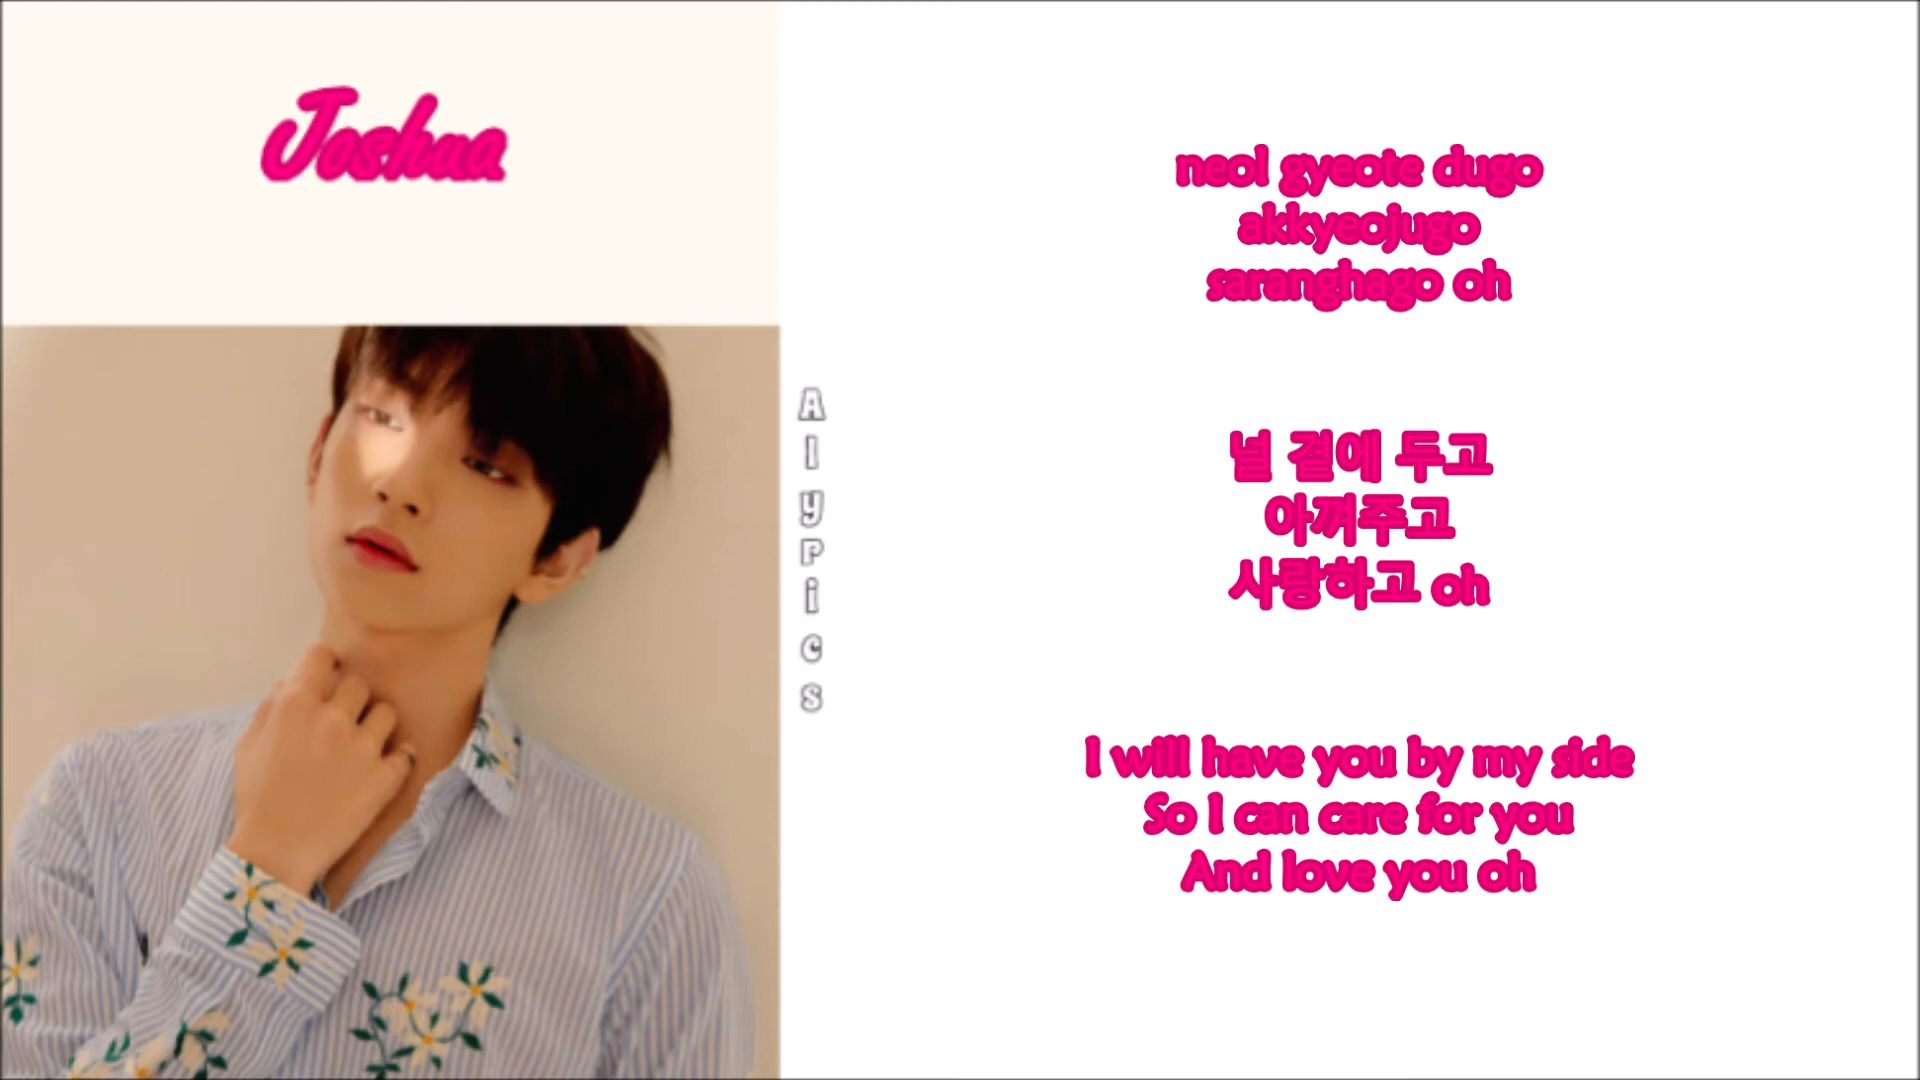 Joshua
neol gyeote dugo
akkyeojugo
saranghago oh
널 곁에 두고
아껴주고
사랑하고 oh
I will have you by my side
So I can care for you
And love you oh
AlyPics